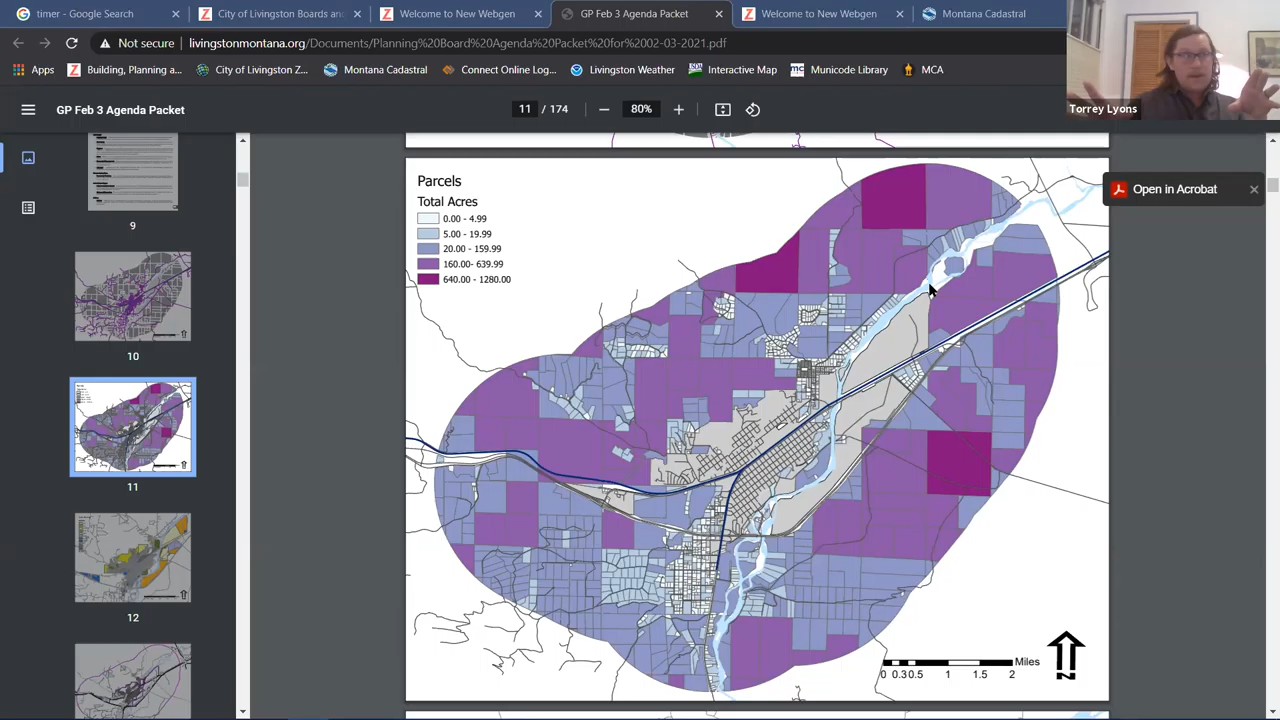 timer - Google Search
City of Livingston Boards and
Welcome to New Webgen
GP Feb 3 Agenda Packet
Welcome to New Webgen
Montana Cadastral
Not secure
livingstonmontana.org/Documents/Planning%20Board%20Agenda%20Packet%20for%2002-03-2021.pdf
Apps
Building, Planning a...
City of Livingston Z...
Montana Cadastral
Connect Online Log...
Livingston Weather
Interactive Map
Municode Library
MCA
Torrey Lyons
GP Feb 3 Agenda Packet
11 / 174
80%
Open in Acrobat
9
10
11
12
Parcels
Total Acres
0.00 - 4.99
5.00 - 19.99
20.00 - 159.99
160.00- 639.99
640.00 - 1280.00
Miles
0 0.3 0.5 1 1.5 2
N